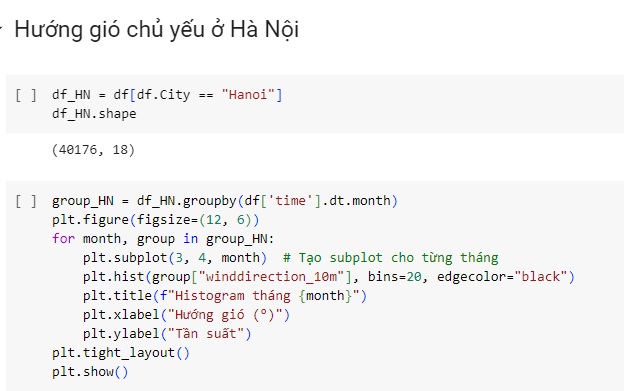 Hướng gió chủ yếu ở Hà Nội
[ ] df_HN = df[df.City == "Hanoi"]
df_HN.shape
(40176, 18)
[ ] group_HN = df_HN.groupby(df['time'].dt.month)
plt.figure(figsize=(12, 6))
for month, group in group_HN:
    plt.subplot(3, 4, month)  # Tạo subplot cho từng tháng
    plt.hist(group["winddirection_10m"], bins=20, edgecolor="black")
    plt.title(f"Histogram tháng {month}")
    plt.xlabel("Hướng gió (°)")
    plt.ylabel("Tần suất")
plt.tight_layout()
plt.show()